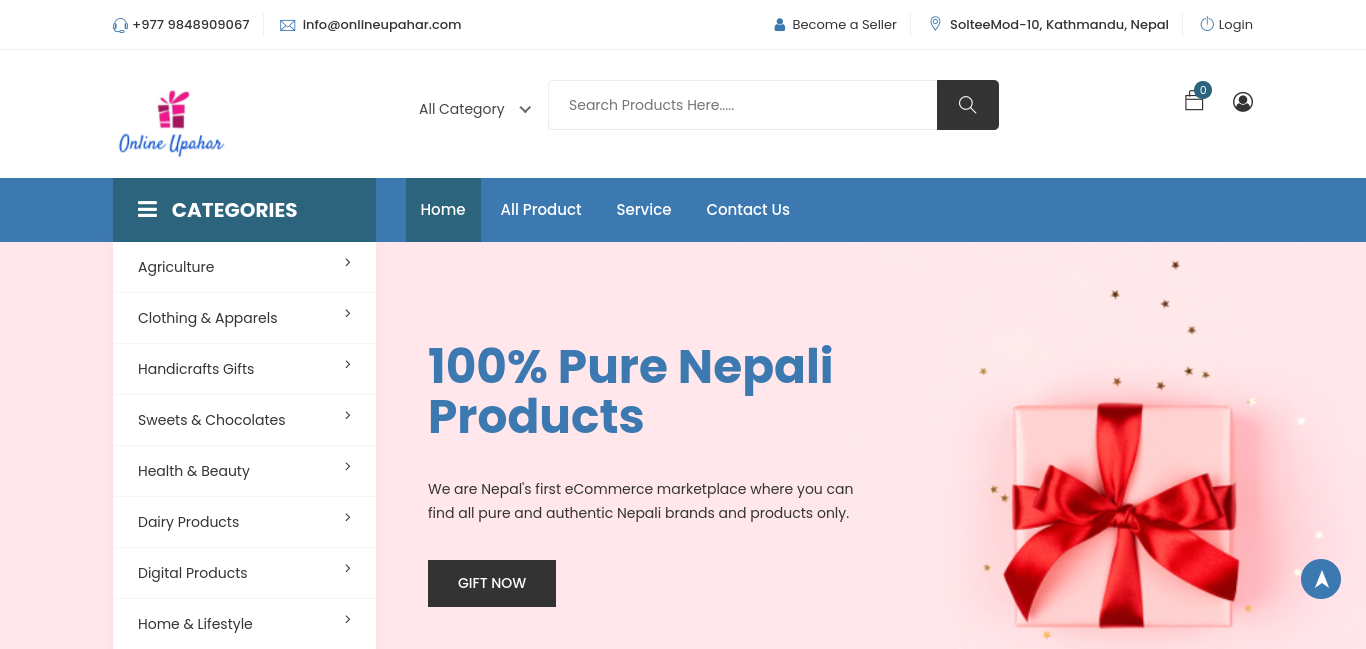 +977 9848909067
info@onlineupahar.com
Become a Seller
SolteeMod-10, Kathmandu, Nepal
Login
Online Upahar
All Category
Search Products Here.....
0
CATEGORIES
Home
All Product
Service
Contact Us
Agriculture
Clothing & Apparels
Handicrafts Gifts
Sweets & Chocolates
Health & Beauty
Dairy Products
Digital Products
Home & Lifestyle
100% Pure Nepali
Products
We are Nepal's first eCommerce marketplace where you can
find all pure and authentic Nepali brands and products only.
GIFT NOW